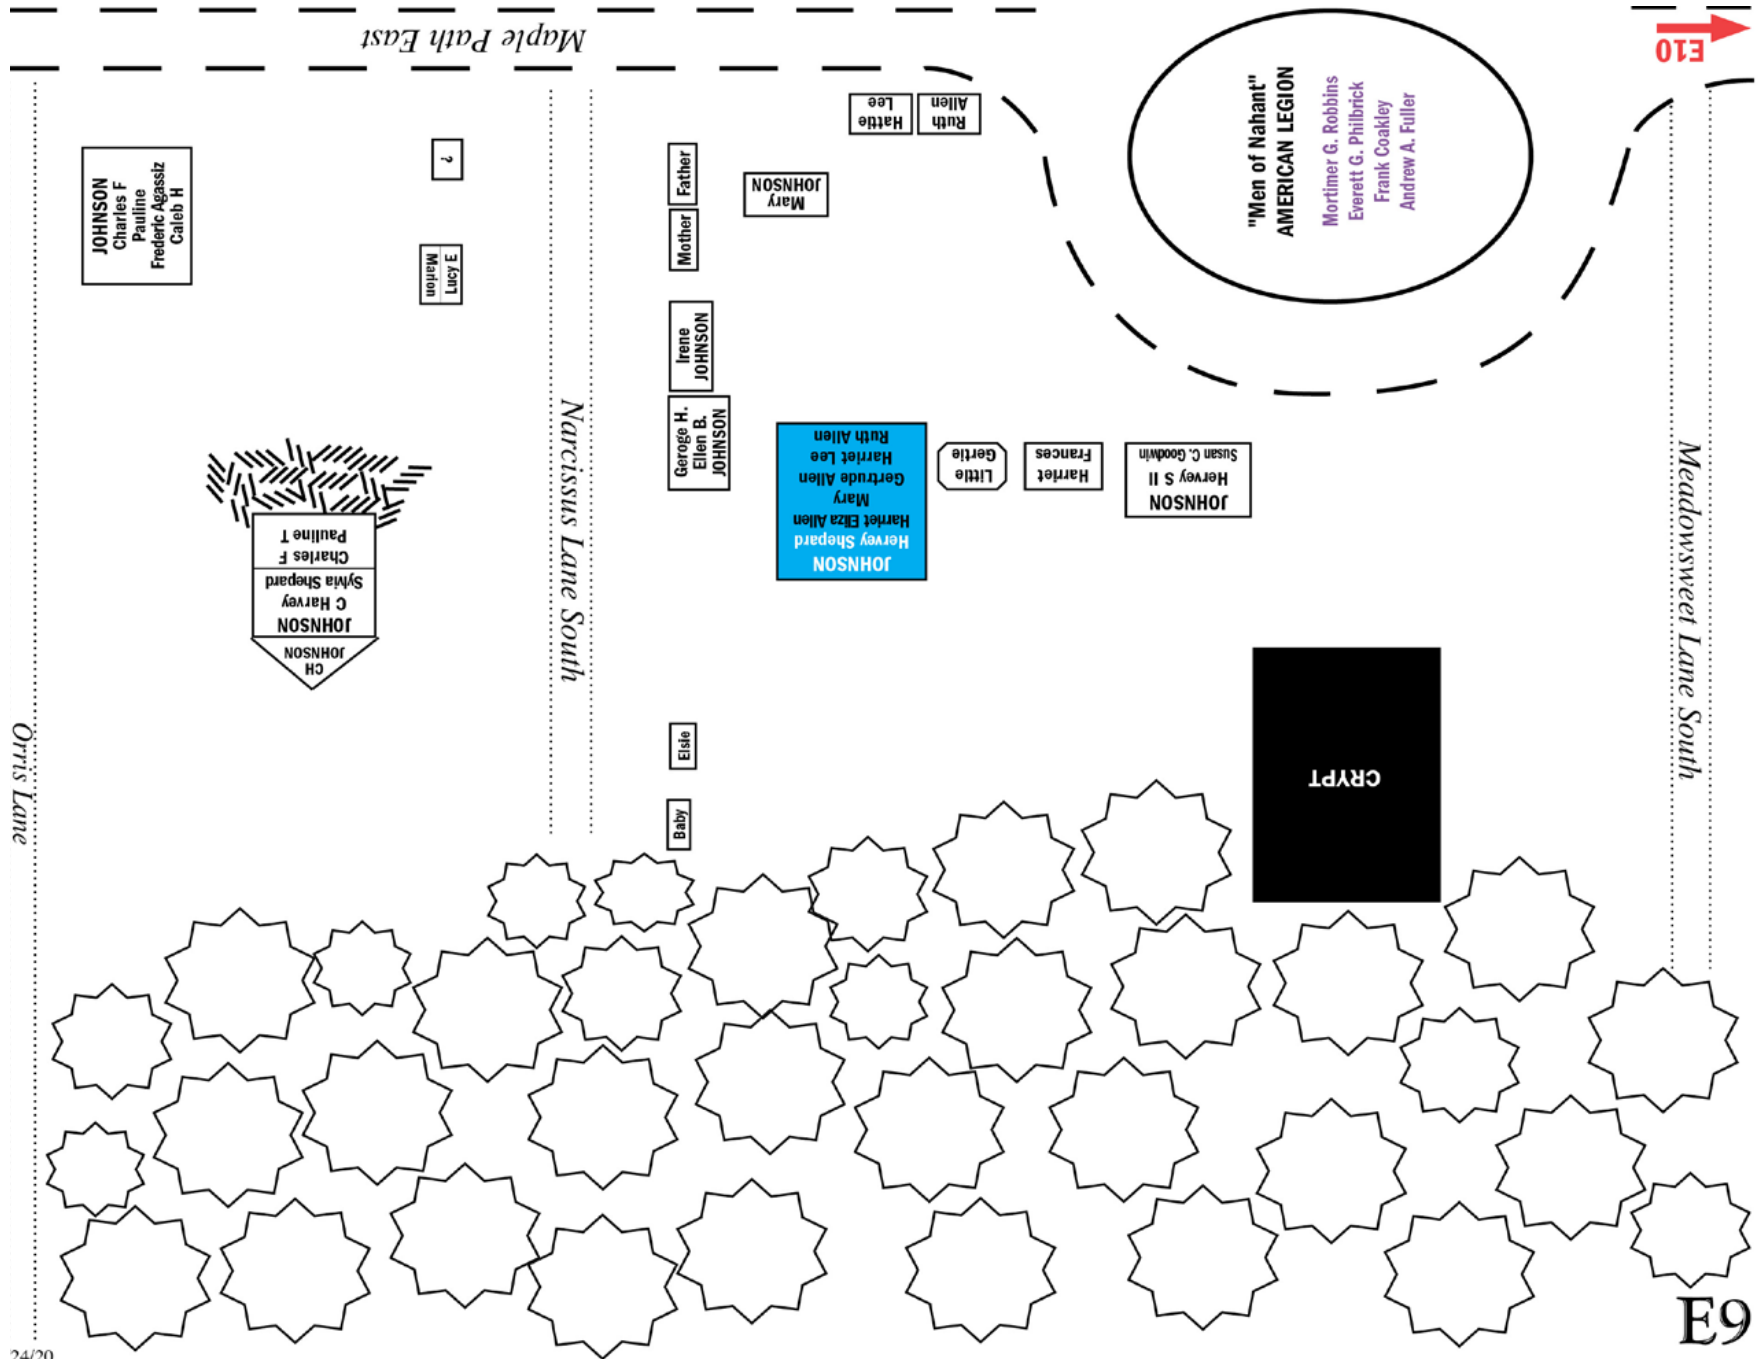 Maple Path East
E10
"Men of Nahant"
AMERICAN LEGION
Mortimer G. Robbins
Everett G. Philbrick
Frank Coakley
Andrew A. Fuller
Hattie
Lee
Ruth
Allen
JOHNSON
Charles F
Pauline
Frederic Agassiz
Caleb H
?
Father
Mary
JOHNSON
Mother
Marion
Lucy E
Irene
JOHNSON
Geroge H.
Ellen B.
JOHNSON
JOHNSON
Hervey Shepard
Harriet Eliza Allen
Mary
Gertrude Allen
Harriet Lee
Ruth Allen
Little
Gertie
Harriet
Frances
JOHNSON
Hervey S II
Susan C. Goodwin
CH
JOHNSON
JOHNSON
C Harvey
Sylvia Shepard
Charles F
Pauline T
Narcissus Lane South
Meadowsweet Lane South
Orris Lane
Elsie
Baby
CRYPT
E9
24/20